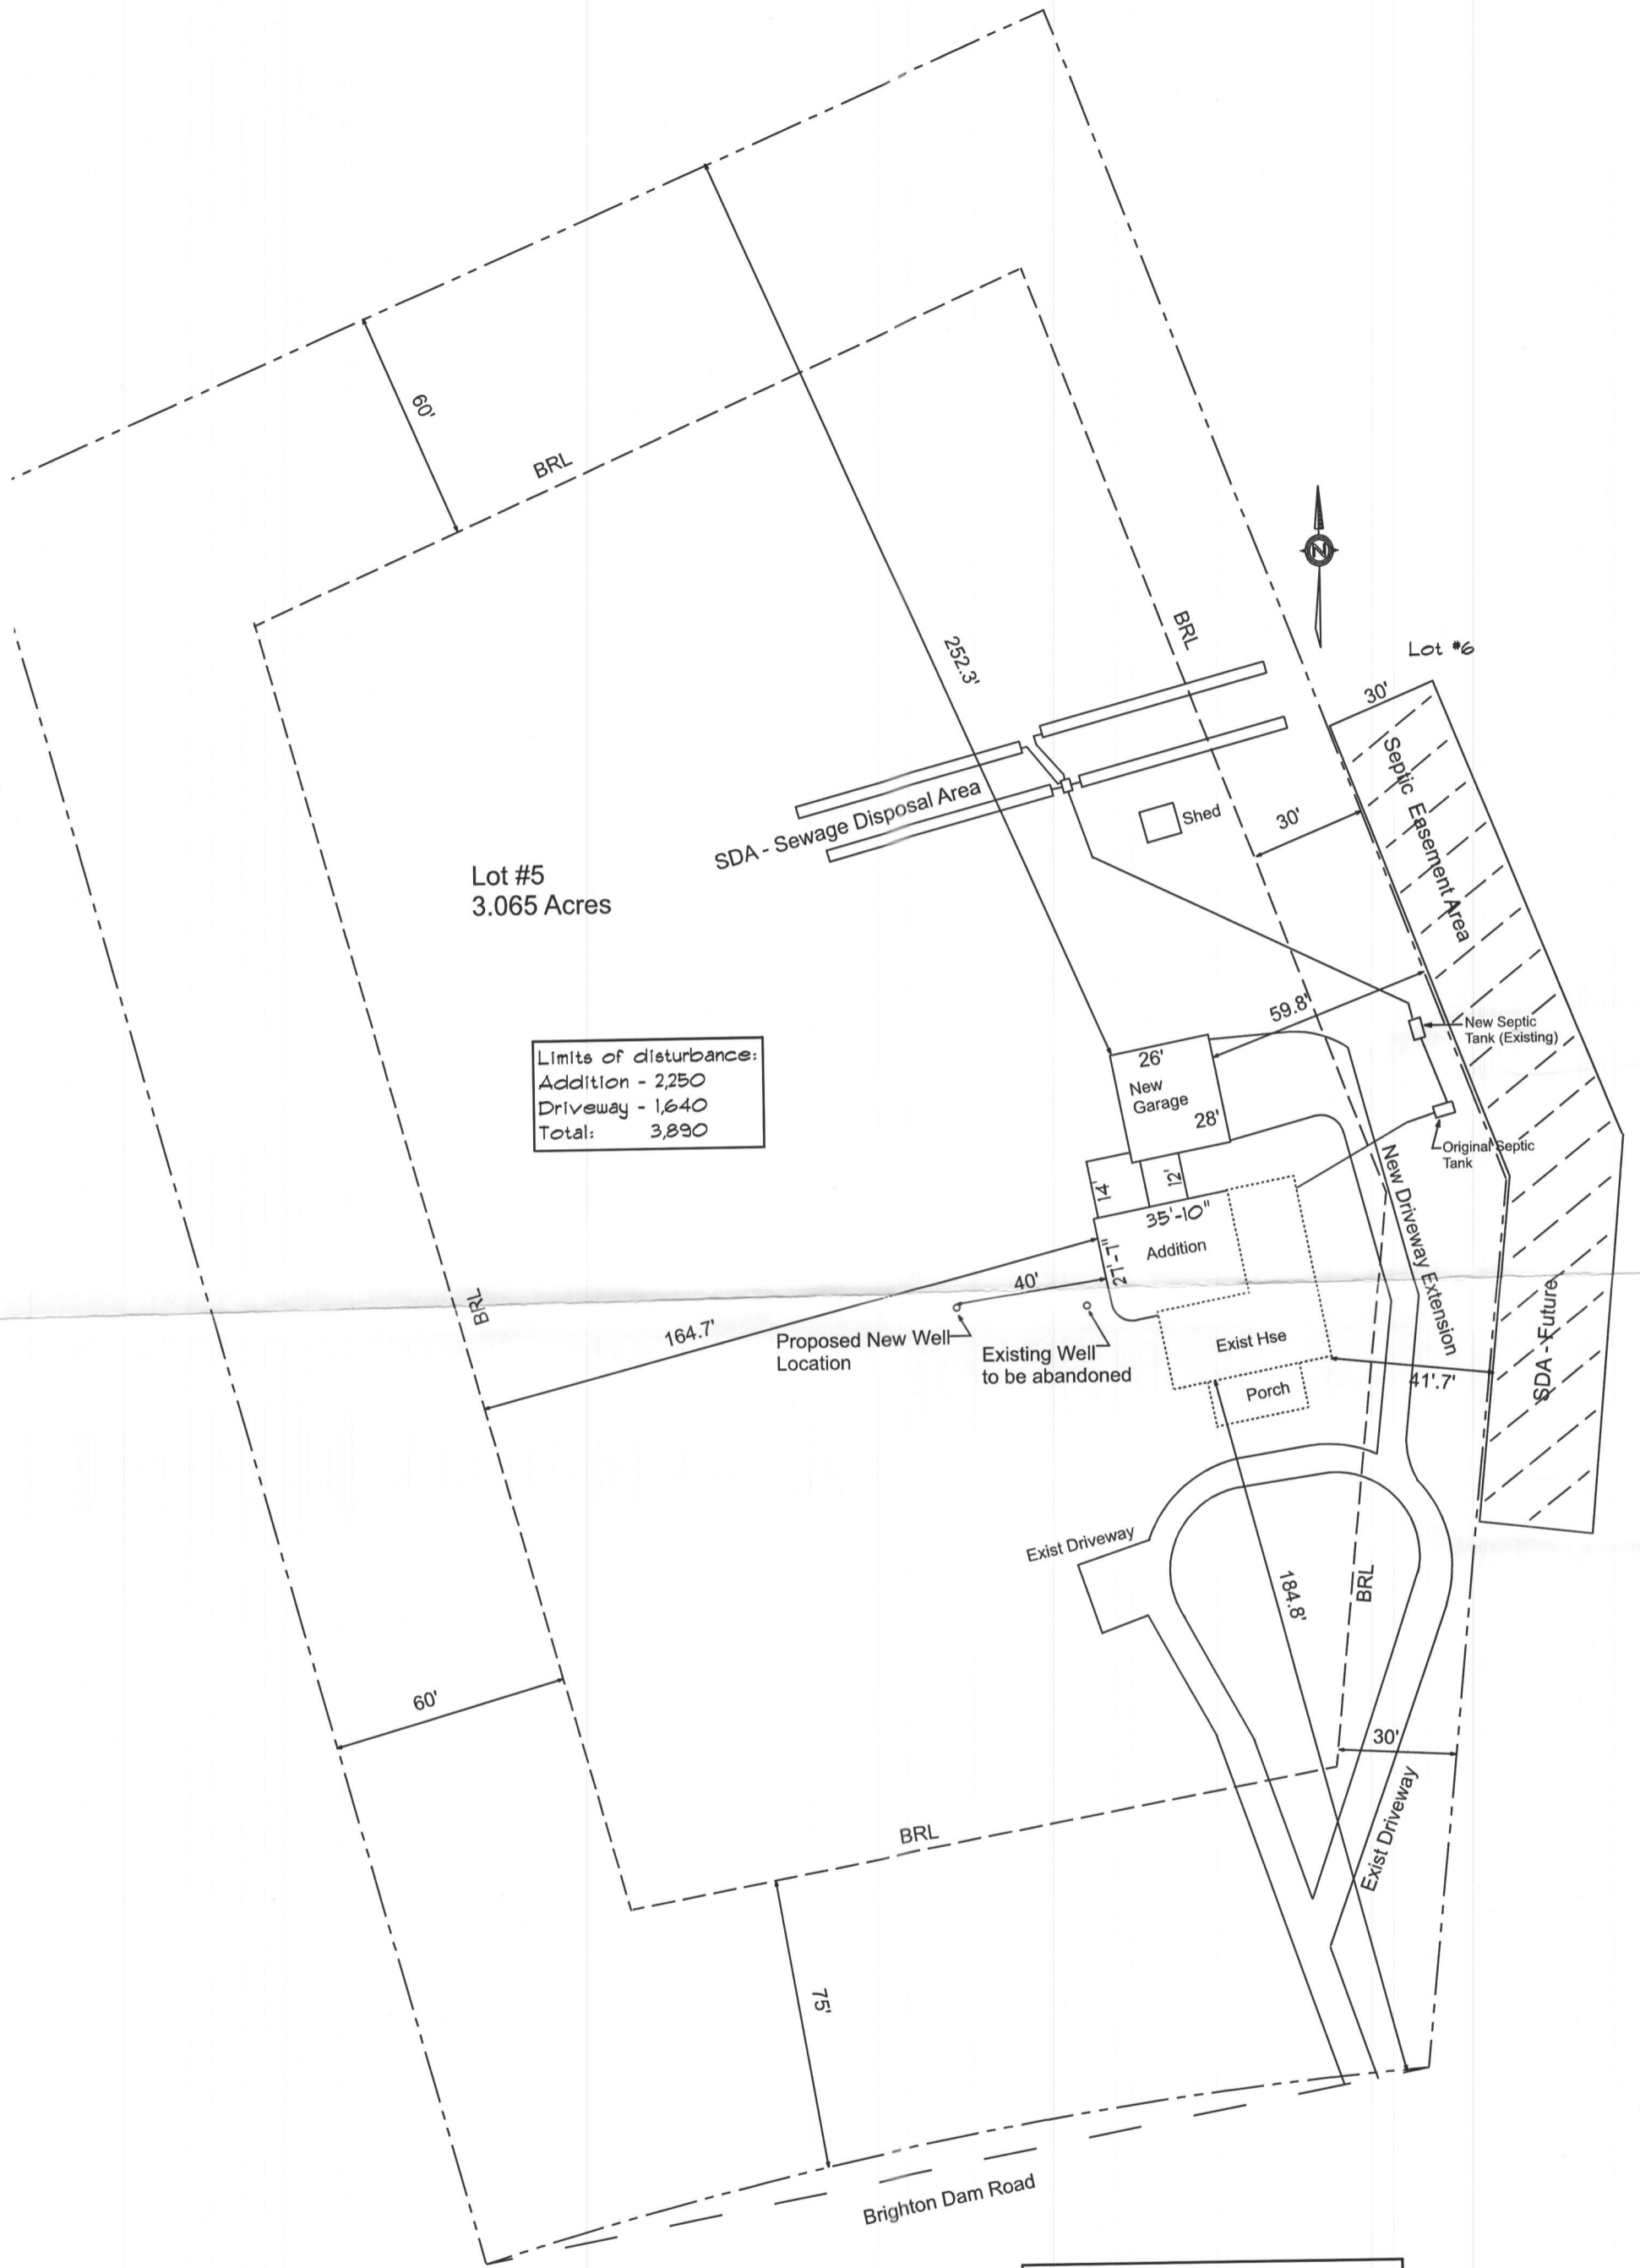 60'
BRL
252.3'
BRL
N
Lot #6
30'
Septic Easement Area
SDA - Sewage Disposal Area
Shed
30'
Lot #5
3.065 Acres
59.8'
New Septic
Tank (Existing)
Limits of disturbance:
Addition - 2,250
Driveway - 1,640
Total: 3,890
26'
New
Garage
28'
Original Septic
Tank
14'
12'
35'-10"
Addition
27'-7"
New Driveway Extension
40'
BRL
164.7'
Proposed New Well
Location
Existing Well
to be abandoned
Exist Hse
Porch
41'.7'
SDA - Future
Exist Driveway
184.8'
BRL
60'
30'
Exist Driveway
BRL
75'
Brighton Dam Road